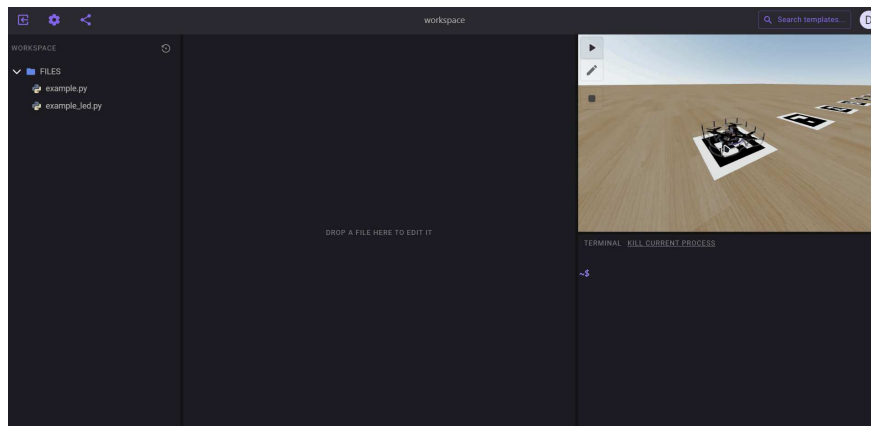 workspace
Search templates...
D
WORKSPACE
FILES
example.py
example_led.py
DROP A FILE HERE TO EDIT IT
TERMINAL KILL CURRENT PROCESS
~$